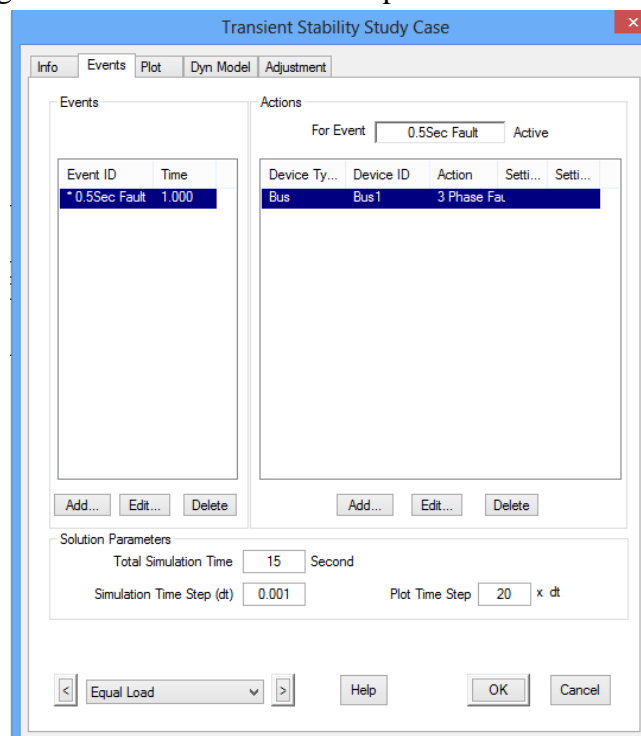 Transient Stability Study Case
Info Events Plot Dyn Model Adjustment
Events
Actions
For Event 0.5Sec Fault Active
Event ID Time
* 0.5Sec Fault 1.000
Device Ty... Device ID Action Setti... Setti...
Bus Bus1 3 Phase Fau
Add... Edit... Delete
Add... Edit... Delete
Solution Parameters
Total Simulation Time 15 Second
Simulation Time Step (dt) 0.001 Plot Time Step 20 x dt
< Equal Load > Help OK Cancel